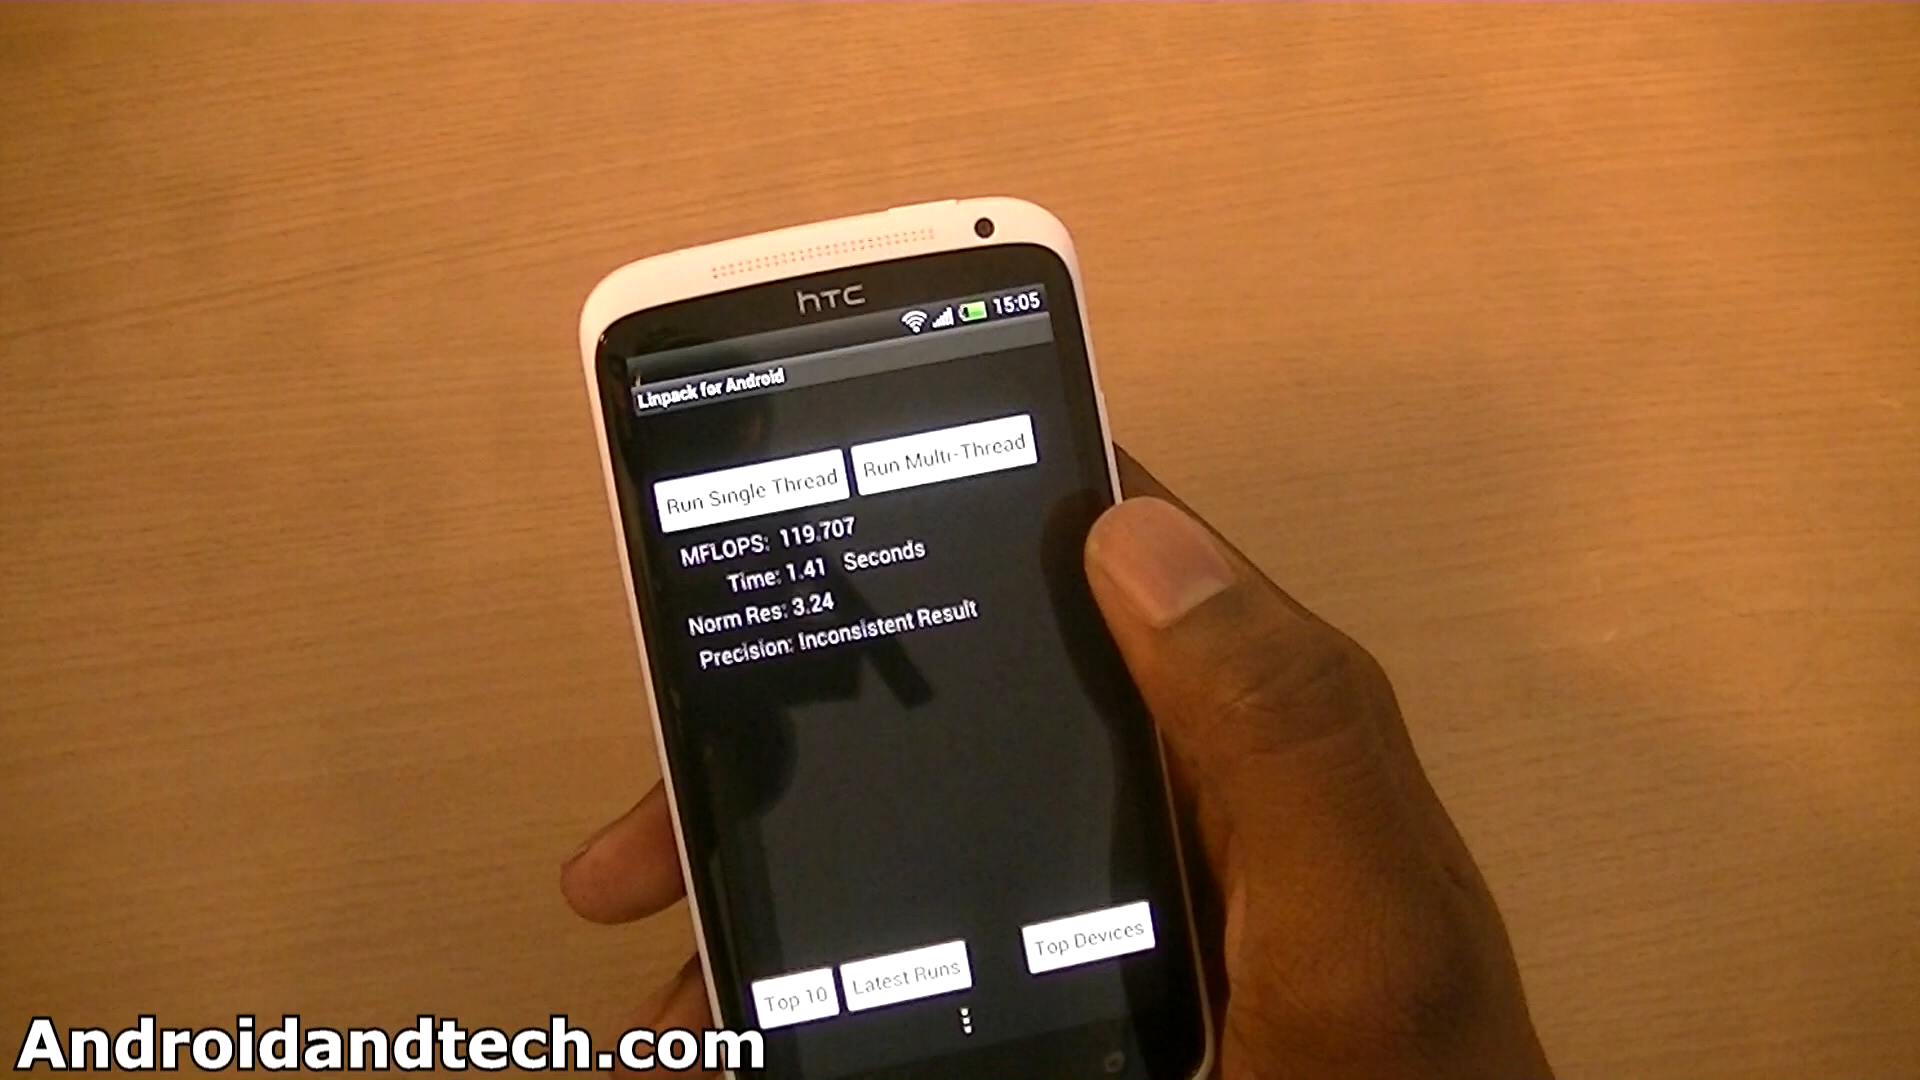 hTC
15:05
Linpack for Android
Run Single Thread Run Multi-Thread
MFLOPS: 119.707
Time: 1.41 Seconds
Norm Res: 3.24
Precision: Inconsistent Result
Top 10 Latest Runs Top Devices
Androidandtech.com